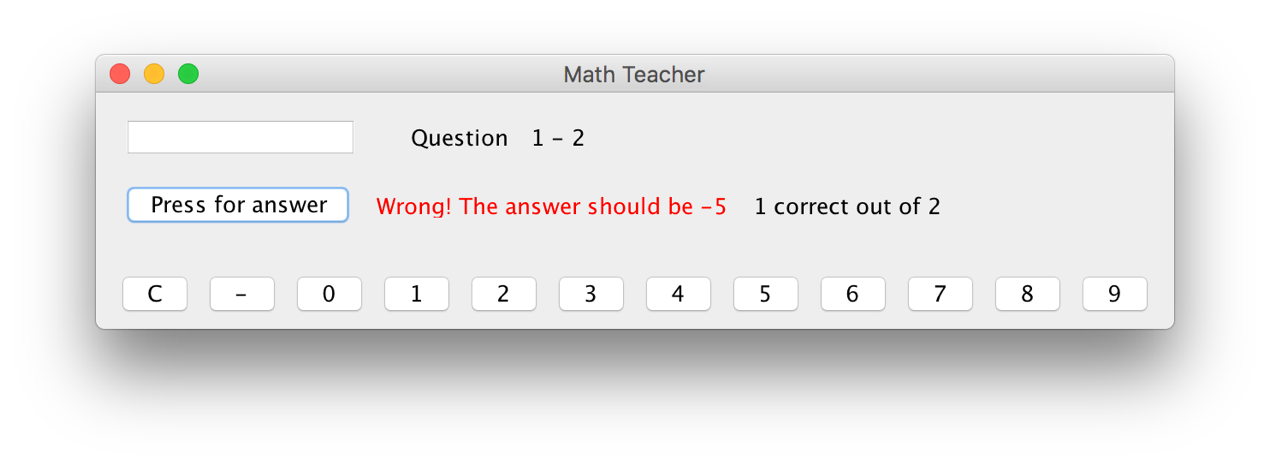 Math Teacher
Question 1 - 2
Press for answer Wrong! The answer should be -5 1 correct out of 2
C - 0 1 2 3 4 5 6 7 8 9